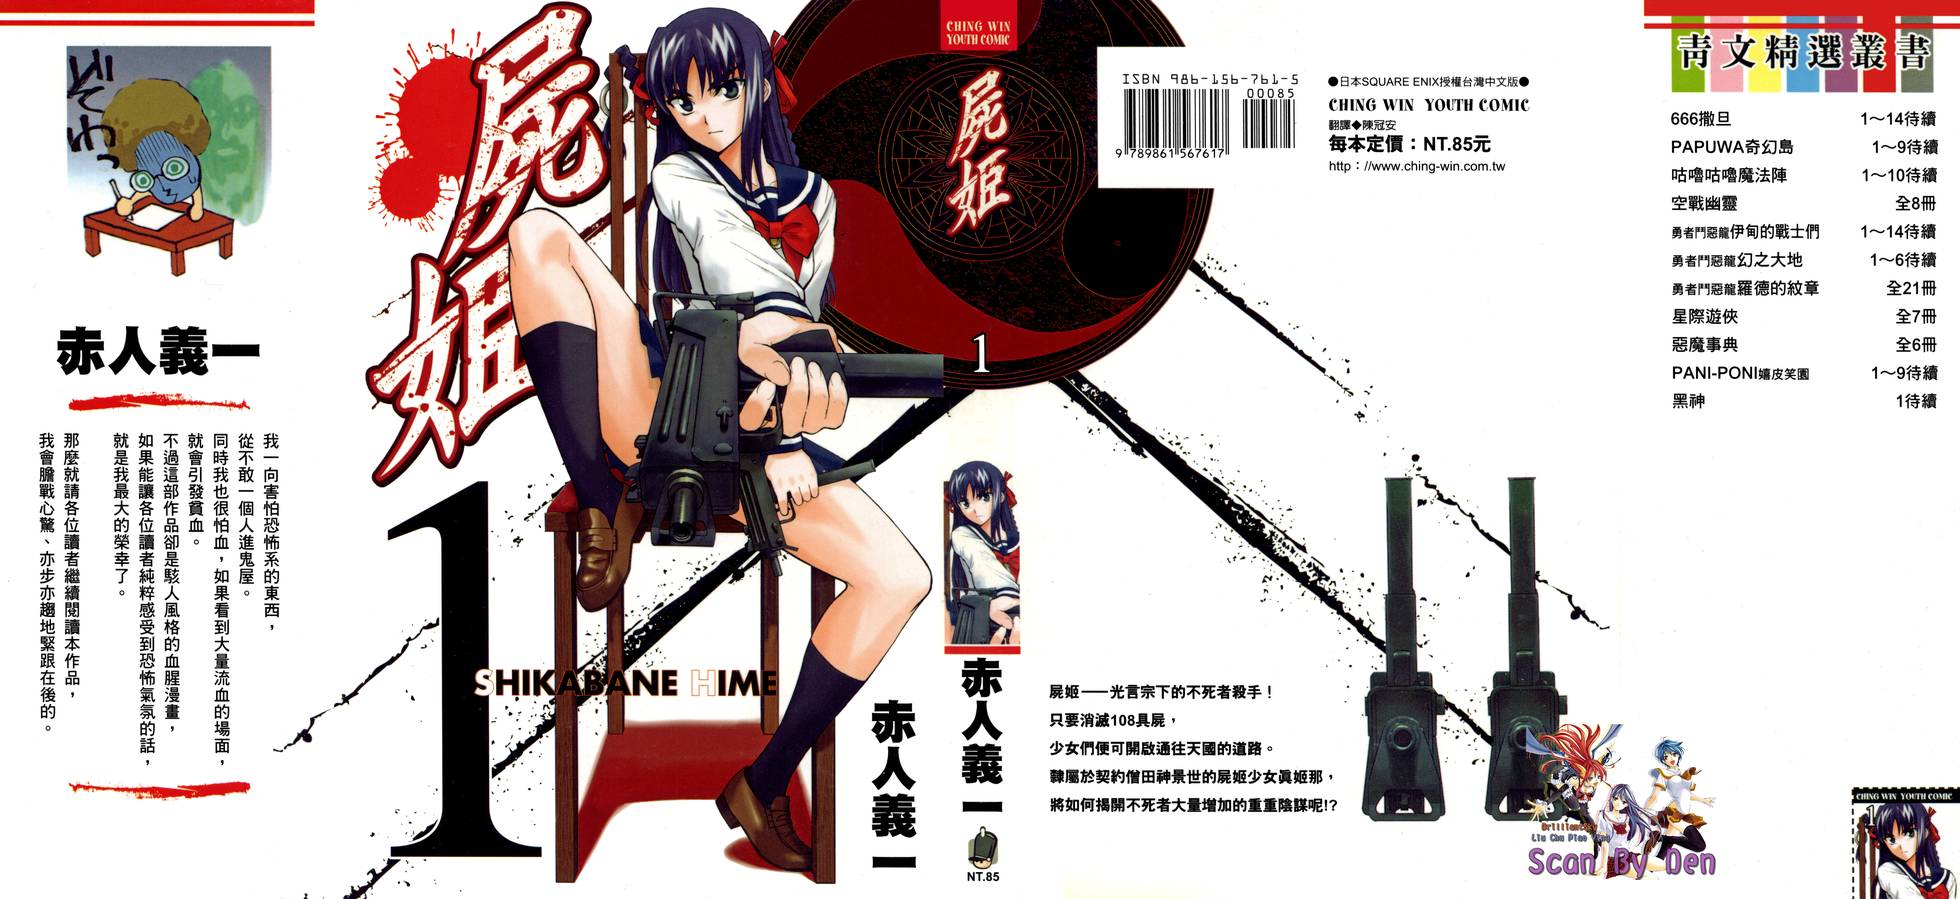 どてねっ
赤人義一
我一向害怕恐怖系的東西，
從不敢一個人進鬼屋。
同時我也很怕血，如果看到大量流血的場面，
就會引發貧血。
不過這部作品卻是駭人風格的血腥漫畫，
如果能讓各位讀者純粹感受到恐怖氣氛的話，
就是我最大的榮幸了。
那麼就請各位讀者繼續閱讀本作品，
我會膽戰心驚、亦步亦趨地緊跟在後的。
屍姬
1
SHIKABANE HIME
赤人義一
CHING WIN
YOUTH COMIC
屍姬
1
赤人義一
NT.85
ISBN 986-156-761-5
00085
9 789861 567617
●日本SQUARE ENIX授權台灣中文版●
CHING WIN YOUTH COMIC
翻譯◆陳冠安
每本定價：NT.85元
http：//www.ching-win.com.tw
屍姬──光言宗下的不死者殺手！
只要消滅108具屍，
少女們便可開啟通往天國的道路。
隸屬於契約僧田神景世的屍姬少女眞姬那，
將如何揭開不死者大量增加的重重陰謀呢!?
Brilliant
Liu Chu Piao Ying
Scan By Den
青文精選叢書
666撒旦 1～14待續
PAPUWA奇幻島 1～9待續
咕嚕咕嚕魔法陣 1～10待續
空戰幽靈 全8冊
勇者鬥惡龍伊甸的戰士們 1～14待續
勇者鬥惡龍幻之大地 1～6待續
勇者鬥惡龍羅德的紋章 全21冊
星際遊俠 全7冊
惡魔事典 全6冊
PANI-PONI嬉皮笑園 1～9待續
黑神 1待續
CHING WIN YOUTH COMIC
1